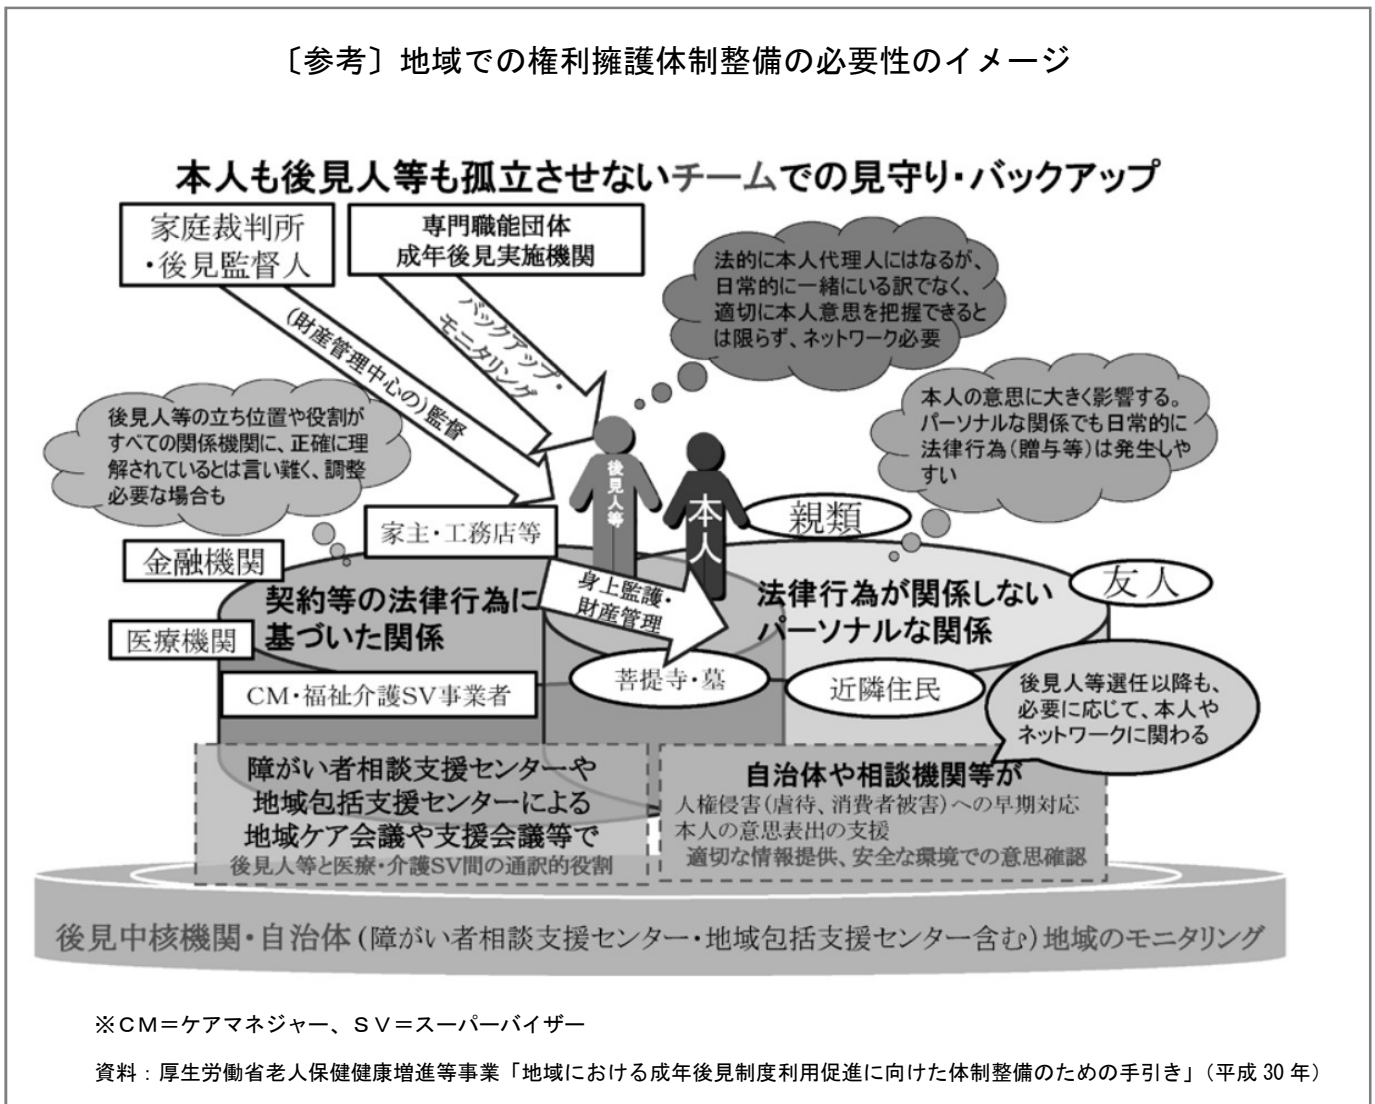 〔参考〕地域での権利擁護体制整備の必要性のイメージ
本人も後見人等も孤立させないチームでの見守り・バックアップ
家庭裁判所
・後見監督人
専門職能団体
成年後見実施機関
法的に本人代理人にはなるが、
日常的に一緒にいる訳でなく、
適切に本人意思を把握できると
は限らず、ネットワーク必要
バックアップ・
モニタリング
(財産管理中心の)監督
後見人等の立ち位置や役割が
すべての関係機関に、正確に理
解されているとは言い難く、調整
必要な場合も
本人の意思に大きく影響する。
パーソナルな関係でも日常的に
法律行為(贈与等)は発生しや
すい
後見人等
本人
親類
家主・工務店等
金融機関
友人
契約等の法律行為に
基づいた関係
身上監護・
財産管理
法律行為が関係しない
パーソナルな関係
医療機関
CM・福祉介護SV事業者
菩提寺・墓
近隣住民
後見人等選任以降も、
必要に応じて、本人や
ネットワークに関わる
障がい者相談支援センターや
地域包括支援センターによる
地域ケア会議や支援会議等で
後見人等と医療・介護SV間の通訳的役割
自治体や相談機関等が
人権侵害(虐待、消費者被害)への早期対応
本人の意思表出の支援
適切な情報提供、安全な環境での意思確認
後見中核機関・自治体(障がい者相談支援センター・地域包括支援センター含む)地域のモニタリング
※ＣＭ＝ケアマネジャー、ＳＶ＝スーパーバイザー
資料：厚生労働省老人保健健康増進等事業「地域における成年後見制度利用促進に向けた体制整備のための手引き」（平成 30 年）